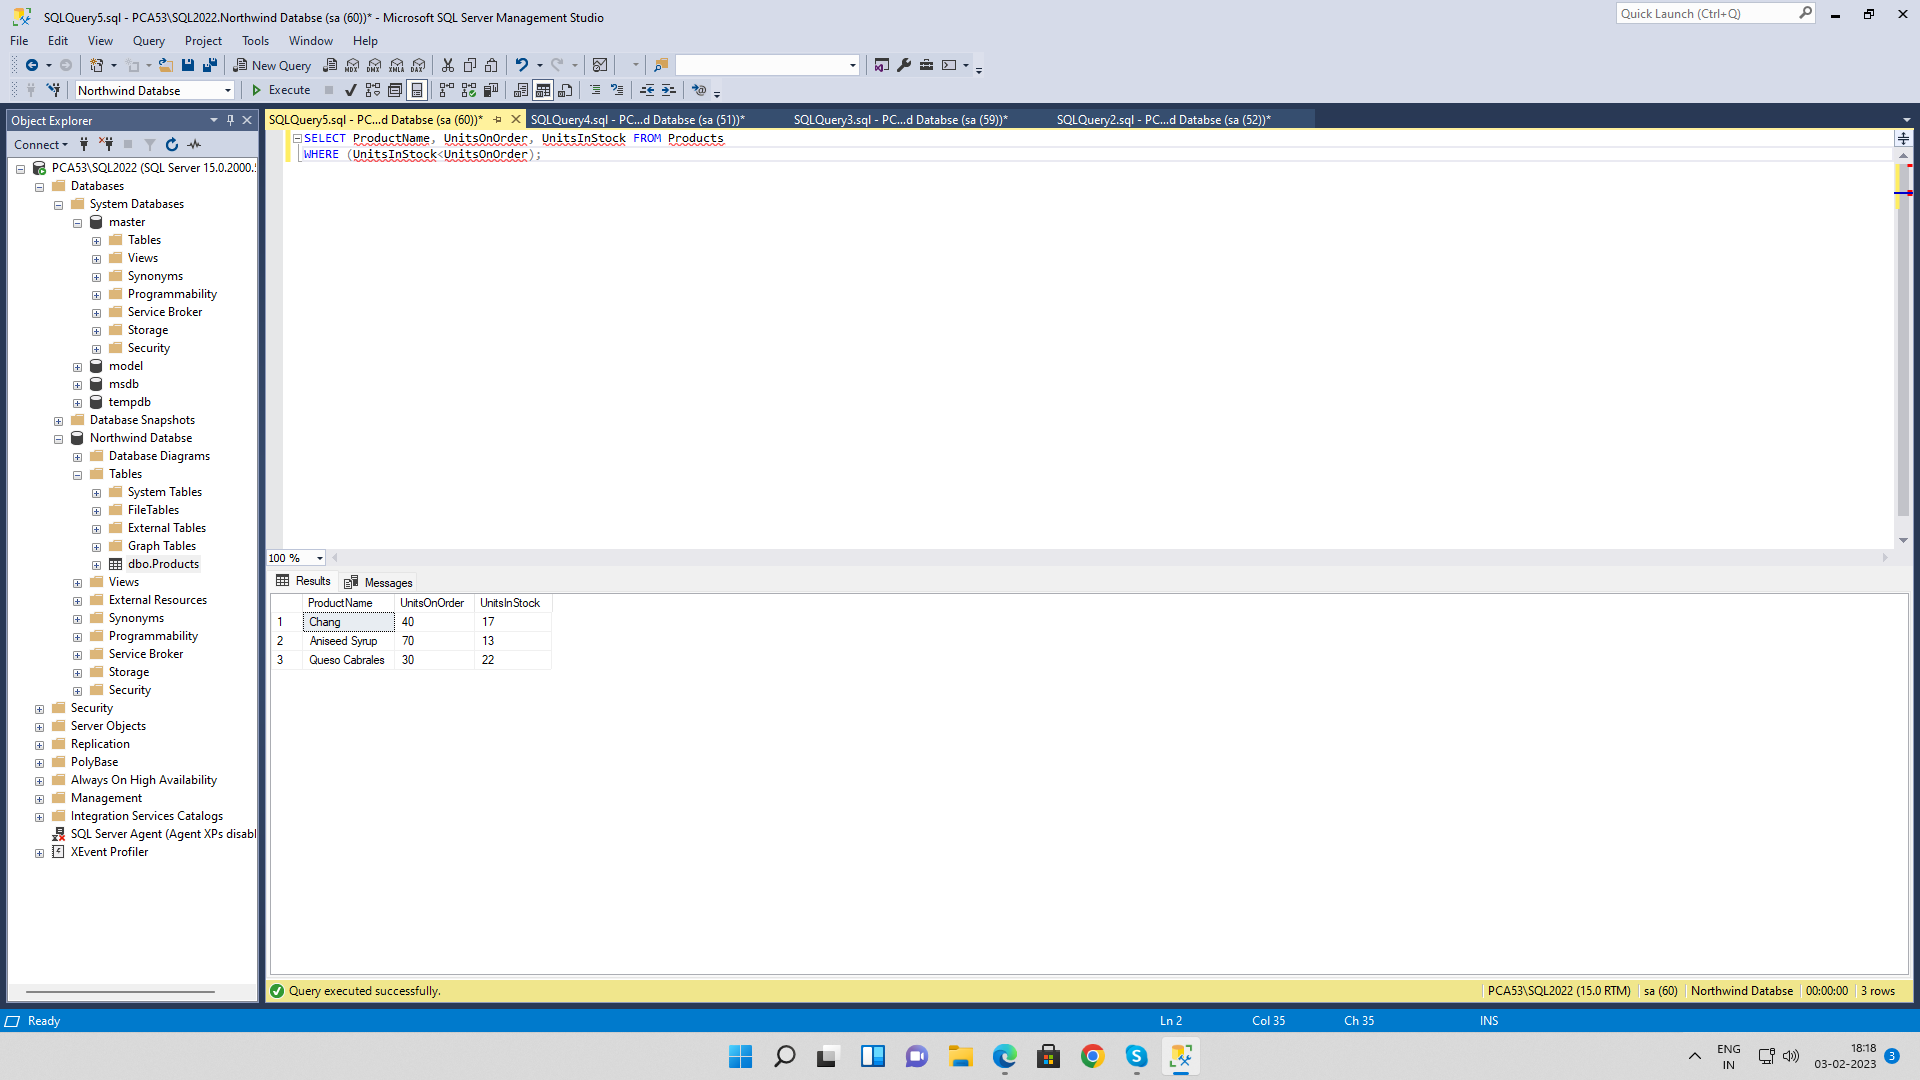 SQLQuery5.sql - PCA53\SQL2022.Northwind Databse (sa (60))* - Microsoft SQL Server Management Studio
Quick Launch (Ctrl+Q)
File Edit View Query Project Tools Window Help
New Query
MDX DMX XMLA DAX
Northwind Databse
Execute
Object Explorer
SQLQuery5.sql - PC...d Databse (sa (60))*
SQLQuery4.sql - PC...d Databse (sa (51))*
SQLQuery3.sql - PC...d Databse (sa (59))*
SQLQuery2.sql - PC...d Databse (sa (52))*
Connect
PCA53\SQL2022 (SQL Server 15.0.2000.
Databases
System Databases
master
Tables
Views
Synonyms
Programmability
Service Broker
Storage
Security
model
msdb
tempdb
Database Snapshots
Northwind Databse
Database Diagrams
Tables
System Tables
FileTables
External Tables
Graph Tables
dbo.Products
Views
External Resources
Synonyms
Programmability
Service Broker
Storage
Security
Security
Server Objects
Replication
PolyBase
Always On High Availability
Management
Integration Services Catalogs
SQL Server Agent (Agent XPs disabl
XEvent Profiler
SELECT ProductName, UnitsOnOrder, UnitsInStock FROM Products
WHERE (UnitsInStock<UnitsOnOrder);
100 %
Results Messages
ProductName UnitsOnOrder UnitsInStock
1 Chang 40 17
2 Aniseed Syrup 70 13
3 Queso Cabrales 30 22
Query executed successfully.
PCA53\SQL2022 (15.0 RTM) sa (60) Northwind Databse 00:00:00 3 rows
Ready
Ln 2 Col 35 Ch 35 INS
ENG
IN
18:18
03-02-2023
3